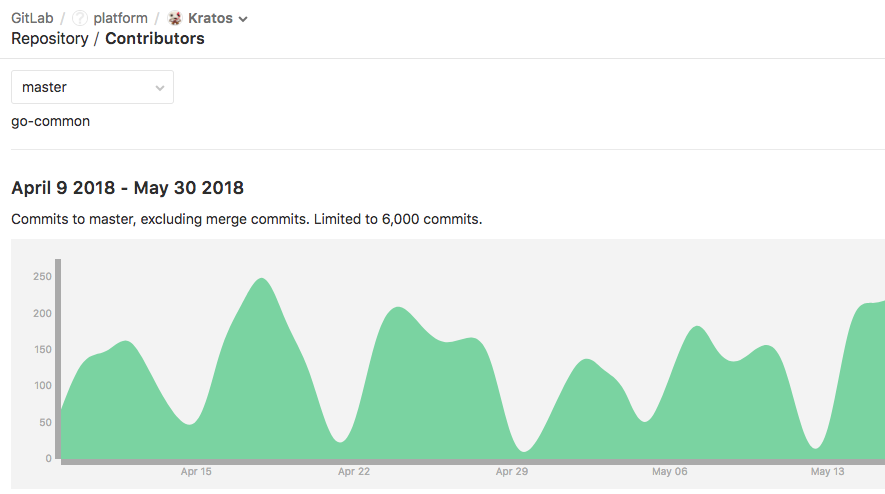 GitLab / platform / Kratos
Repository / Contributors
master
go-common
April 9 2018 - May 30 2018
Commits to master, excluding merge commits. Limited to 6,000 commits.
250
200
150
100
50
0
Apr 15 Apr 22 Apr 29 May 06 May 13